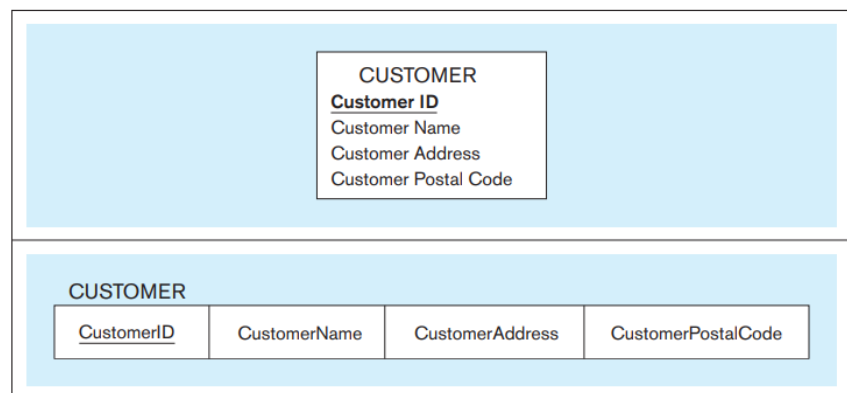 CUSTOMER
Customer ID
Customer Name
Customer Address
Customer Postal Code
CUSTOMER
CustomerID CustomerName CustomerAddress CustomerPostalCode